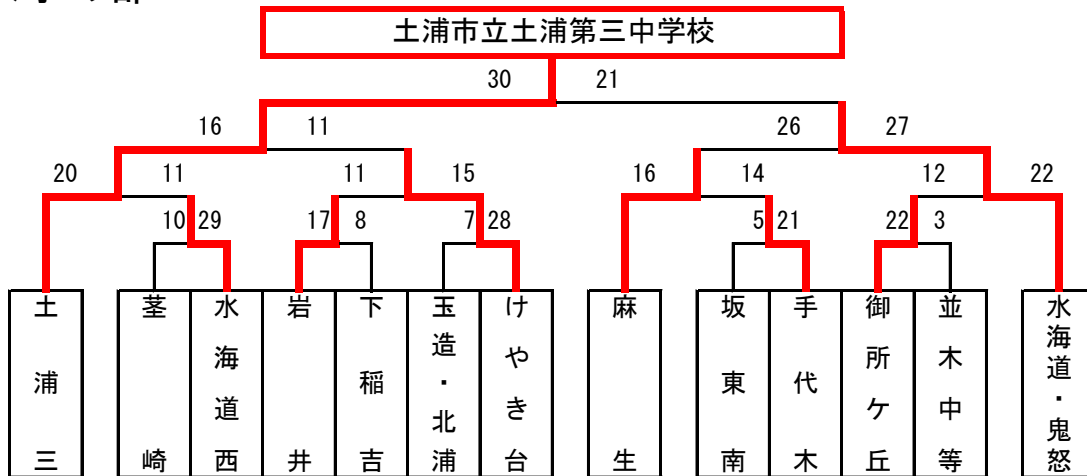 土浦市立土浦第三中学校
30 21
16 11 26 27
20 11 11 15 16 14 12 22
10 29 17 8 7 28 5 21 22 3
土浦三
茎崎
水海道西
岩井
下稲吉
玉造・北浦
けやき台
麻生
坂東南
手代木
御所ケ丘
並木中等
水海道・鬼怒